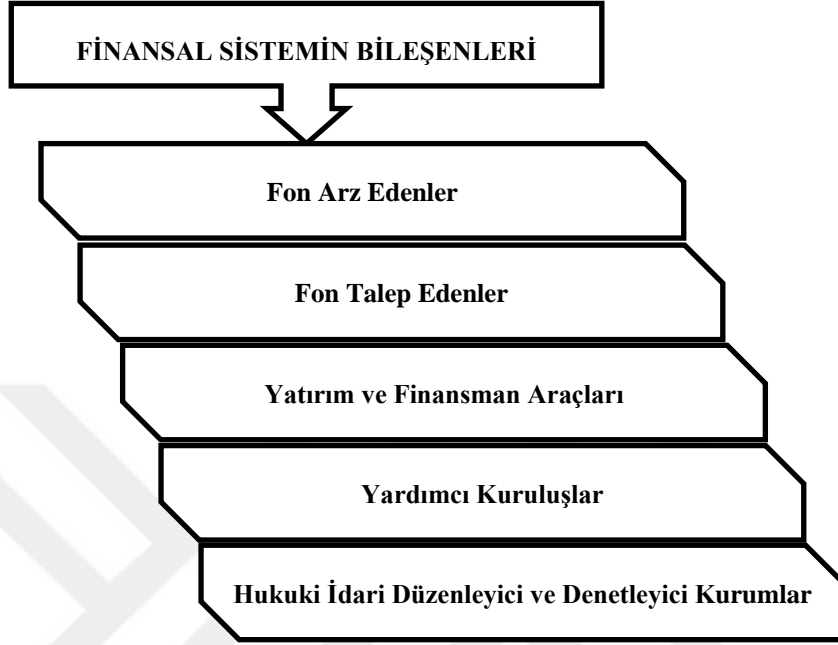 FİNANSAL SİSTEMİN BİLEŞENLERİ
Fon Arz Edenler
Fon Talep Edenler
Yatırım ve Finansman Araçları
Yardımcı Kuruluşlar
Hukuki İdari Düzenleyici ve Denetleyici Kurumlar